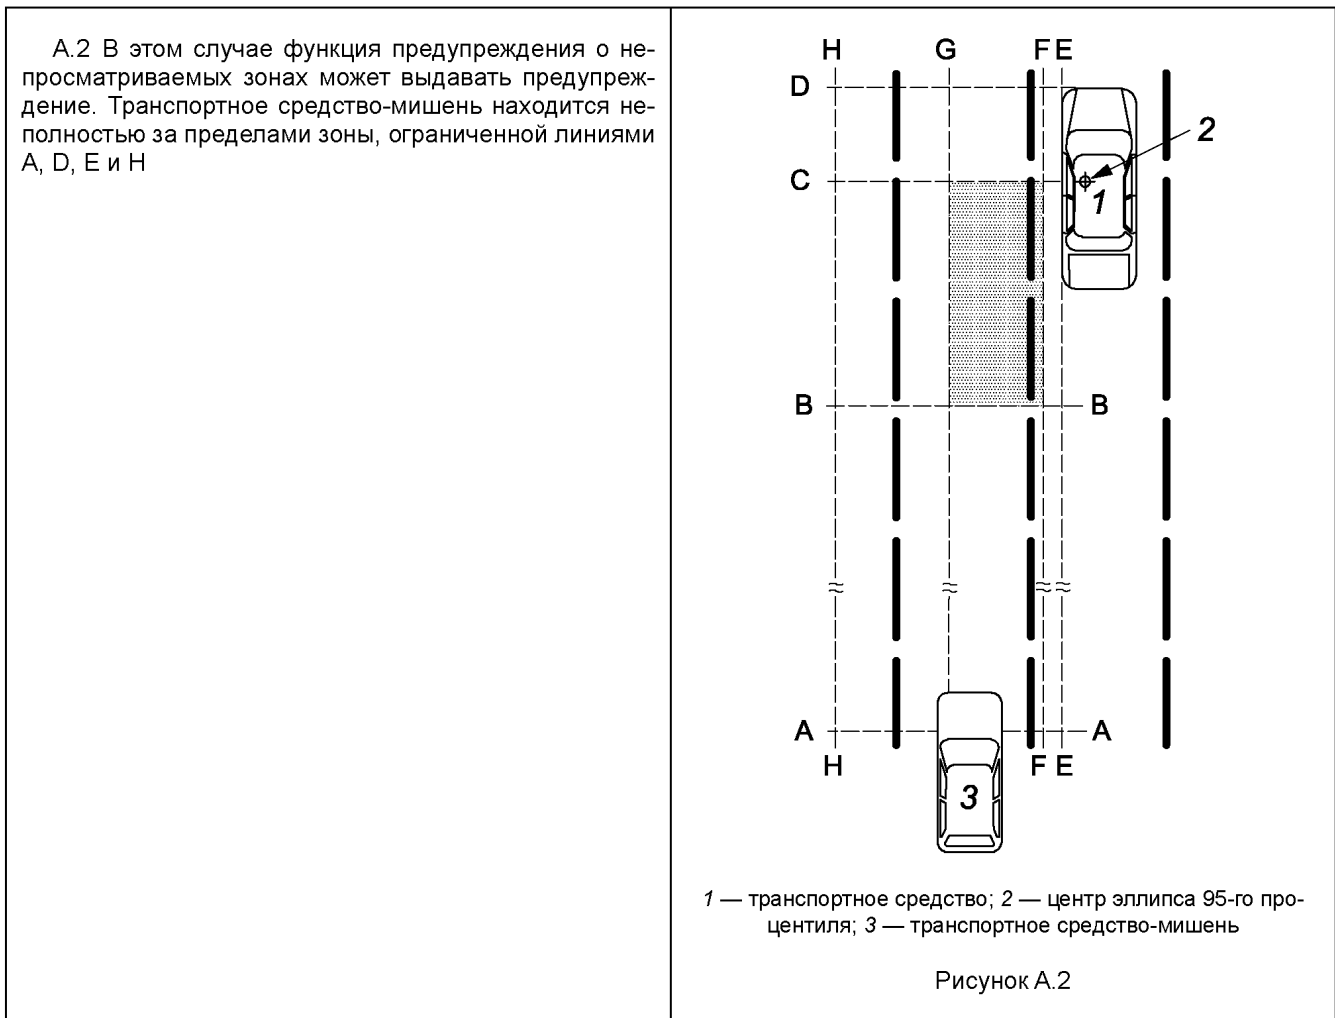 А.2 В этом случае функция предупреждения о не-
просматриваемых зонах может выдавать предупреж-
дение. Транспортное средство-мишень находится не-
полностью за пределами зоны, ограниченной линиями
A, D, E и H
H G F E
D
2
C
1
B B
A A
H F E
3
1 — транспортное средство; 2 — центр эллипса 95-го про-
центиля; 3 — транспортное средство-мишень
Рисунок А.2